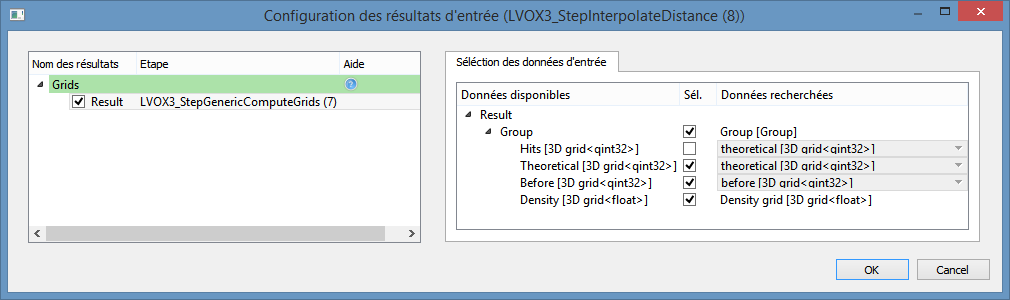 Configuration des résultats d'entrée (LVOX3_StepInterpolateDistance (8))
Nom des résultats Etape Aide
Grids
Result LVOX3_StepGenericComputeGrids (7)
Séléction des données d'entrée
Données disponibles Sél. Données recherchées
Result
Group Group [Group]
Hits [3D grid<qint32>] theoretical [3D grid<qint32>]
Theoretical [3D grid<qint32>] theoretical [3D grid<qint32>]
Before [3D grid<qint32>] before [3D grid<qint32>]
Density [3D grid<float>] Density grid [3D grid<float>]
OK Cancel